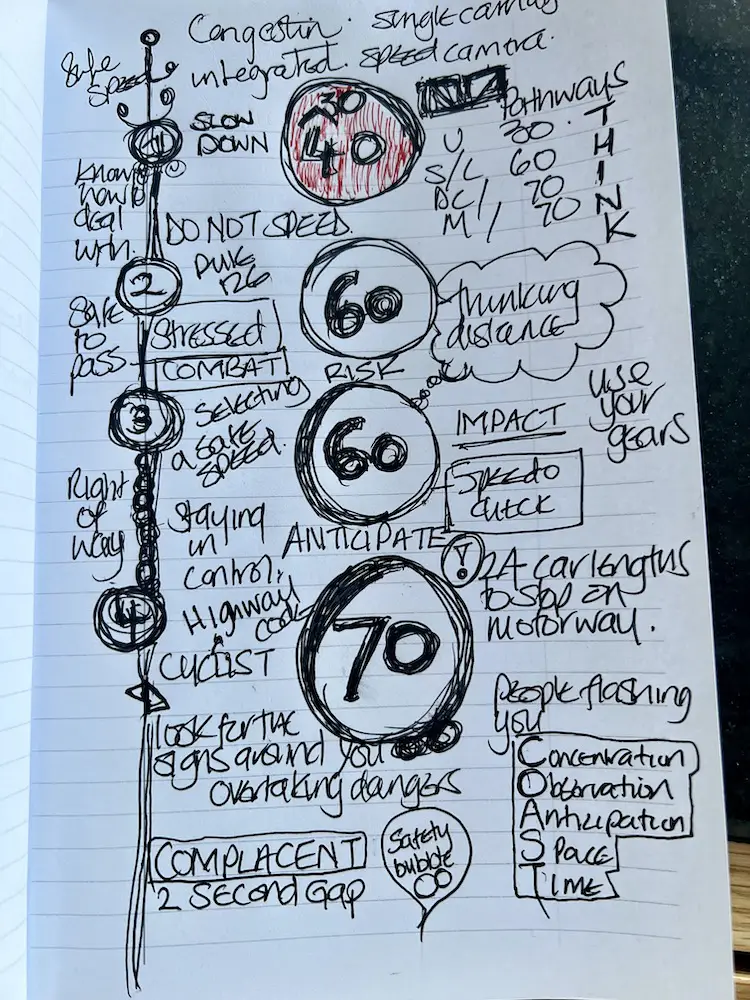 Congestion. single carriag
integrated. speed camera.
Safe
speed
1
SLOW
DOWN
30
40
Pathways
U 30.
S/C 60
DC/ 70
M/ 70
THINK
Know
how to
deal
with.
DO NOT SPEED.
2
RULE
126
60
thinking
distance
Safe
to
pass
STRESSED
COMBAT
RISK
3
Selecting
a safe
SPEED.
60
IMPACT
use
your
gears
Speedo
CHECK
Right
of
way
Staying
in
control.
ANTICIPATE
!
24 car lengths
to stop on
motorway.
4
HIGHWAY
code
70
CYCLIST
people flashing
you
look for the
signs around you
overtaking dangers
Concentration
Observation
Anticipation
Space
Time
COMPLACENT
2 Second Gap
Safety
bubble